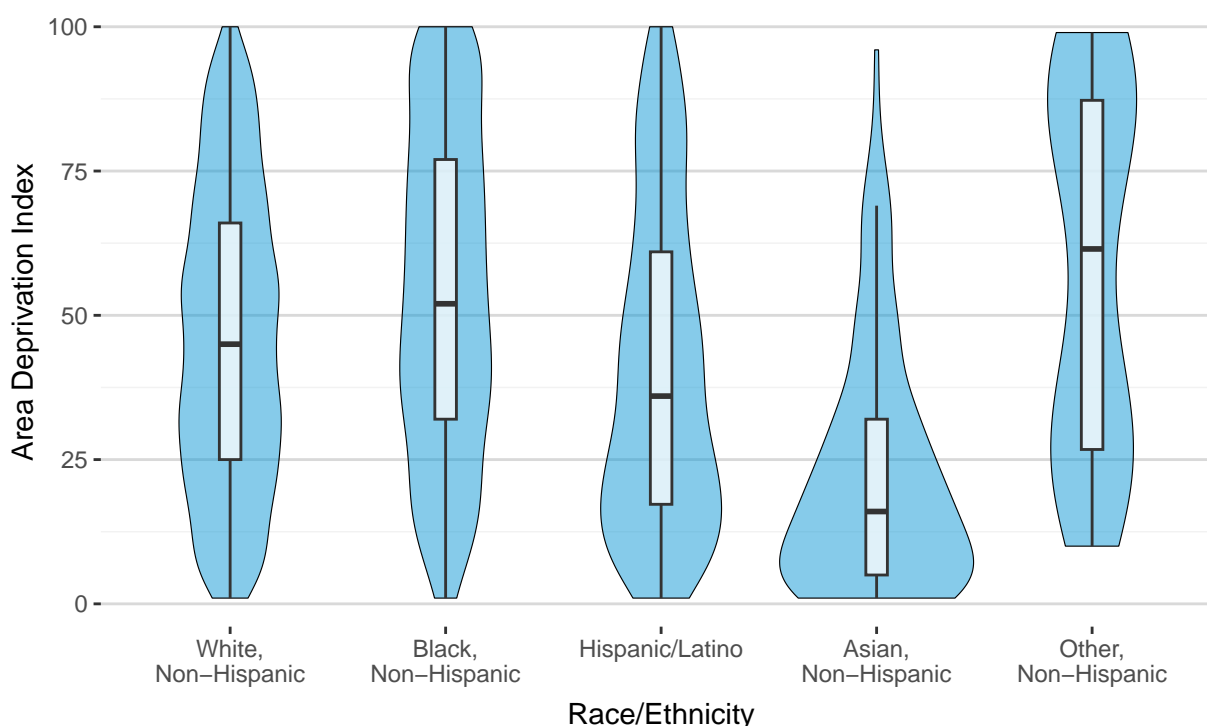 100
75
50
25
0
Area Deprivation Index
White,
Non−Hispanic
Black,
Non−Hispanic
Hispanic/Latino
Asian,
Non−Hispanic
Other,
Non−Hispanic
Race/Ethnicity